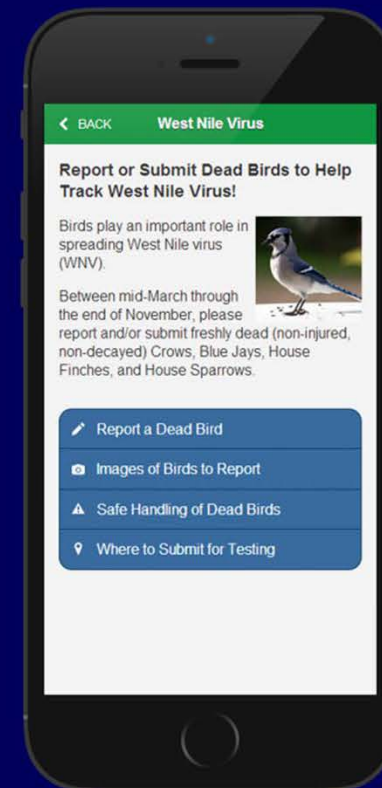 BACK
West Nile Virus
Report or Submit Dead Birds to Help
Track West Nile Virus!
Birds play an important role in
spreading West Nile virus
(WNV).
Between mid-March through
the end of November, please
report and/or submit freshly dead (non-injured,
non-decayed) Crows, Blue Jays, House
Finches, and House Sparrows.
Report a Dead Bird
Images of Birds to Report
Safe Handling of Dead Birds
Where to Submit for Testing